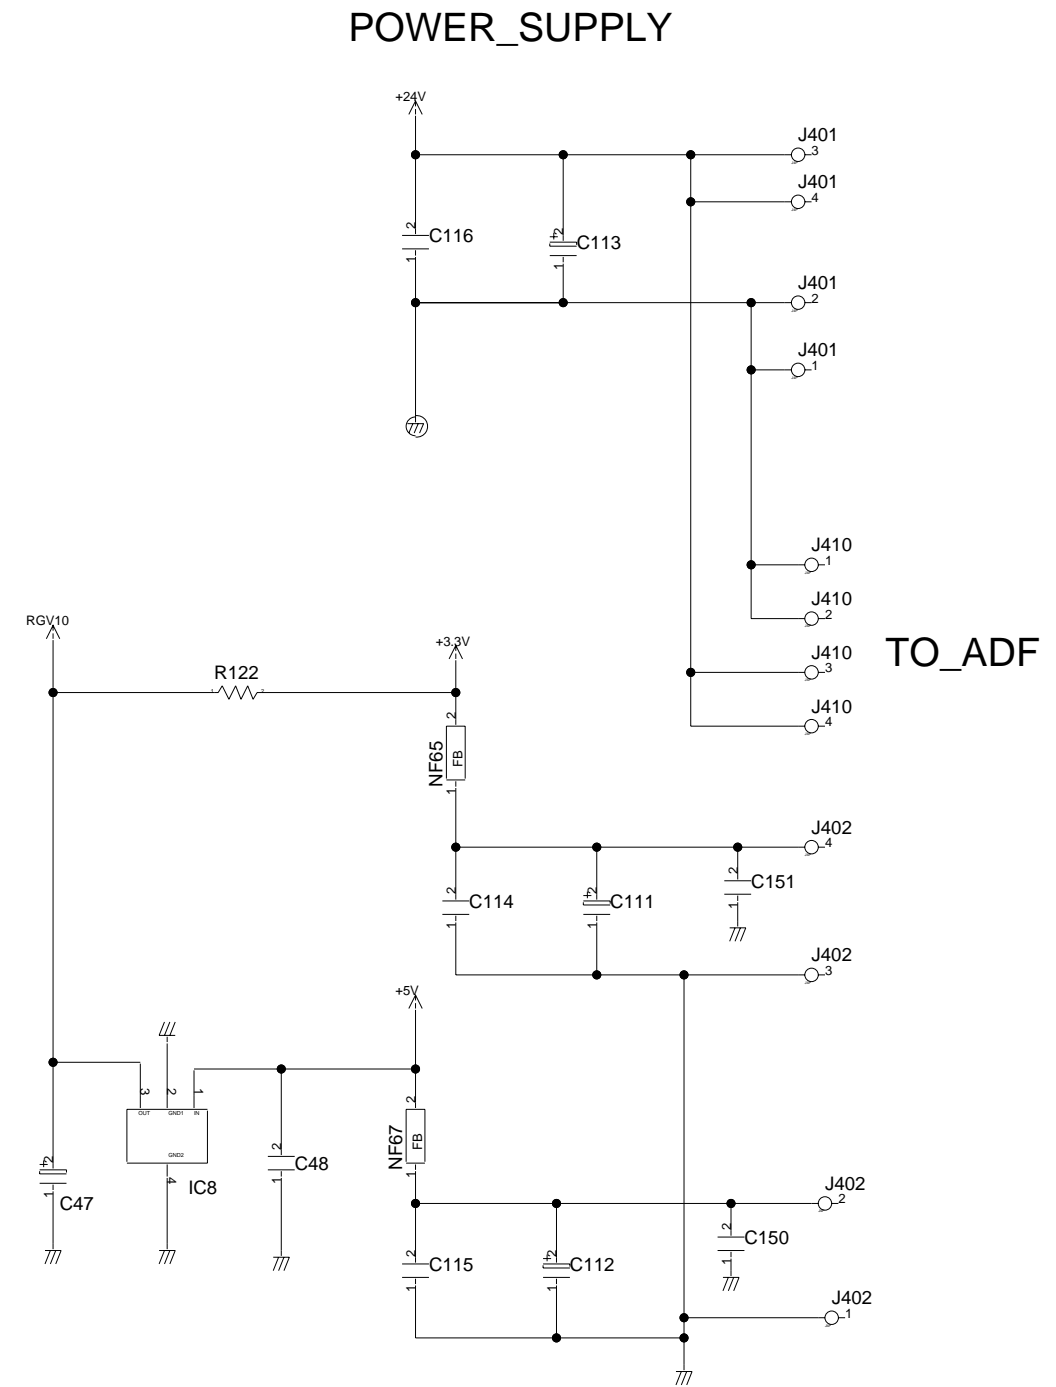 POWER_SUPPLY
+24V
J401
3
J401
4
2
C116
1
+2
C113
1
J401
2
J401
1
J410
1
J410
2
RGV10
+3.3V
TO_ADF
R122
1
2
J410
3
J410
4
2
NF65
FB
1
J402
4
2
C114
1
+2
C111
1
2
C151
1
J402
3
+5V
3
2
1
OUT
GND1
IN
GND2
4
IC8
+2
C47
1
2
C48
1
2
NF67
FB
1
J402
2
2
C115
1
+2
C112
1
2
C150
1
J402
1